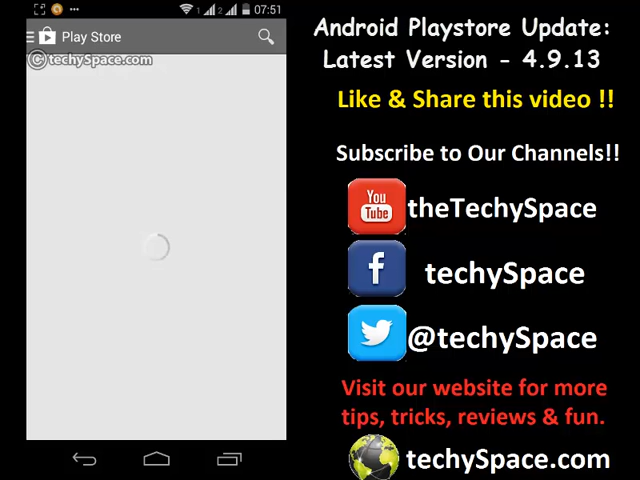 1 2 07:51
Play Store
© techySpace.com
Android Playstore Update:
Latest Version - 4.9.13
Like & Share this video !!
Subscribe to Our Channels!!
You
Tube
theTechySpace
f
techySpace
@techySpace
Visit our website for more
tips, tricks, reviews & fun.
techySpace.com